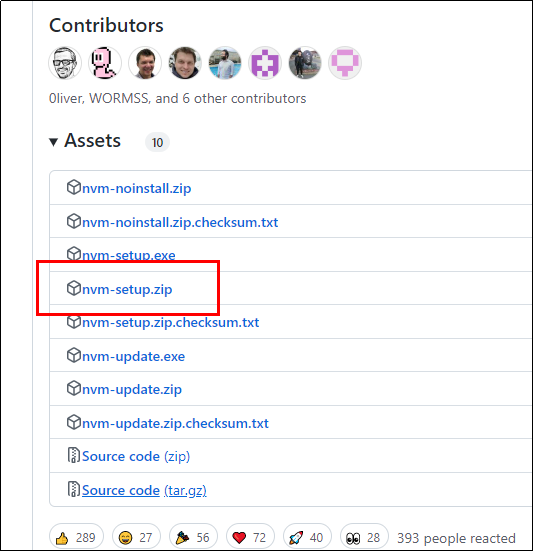 Contributors
0liver, WORMSS, and 6 other contributors
Assets 10
nvm-noinstall.zip
nvm-noinstall.zip.checksum.txt
nvm-setup.exe
nvm-setup.zip
nvm-setup.zip.checksum.txt
nvm-update.exe
nvm-update.zip
nvm-update.zip.checksum.txt
Source code (zip)
Source code (tar.gz)
289 27 56 72 40 28 393 people reacted